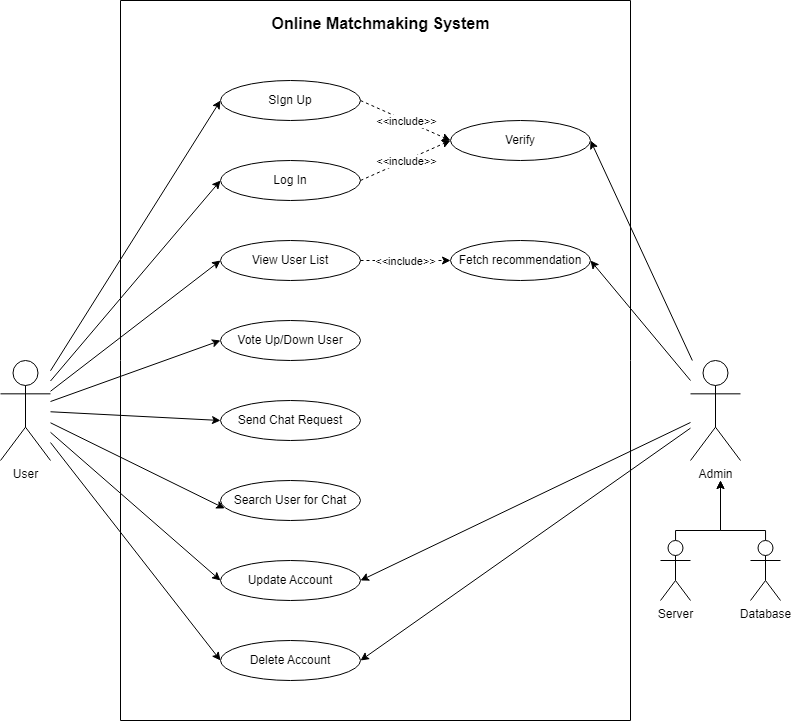 Online Matchmaking System
SIgn Up
<<include>>
Verify
<<include>>
Log In
View User List
<<include>>
Fetch recommendation
Vote Up/Down User
Send Chat Request
User
Admin
Search User for Chat
Update Account
Server
Database
Delete Account